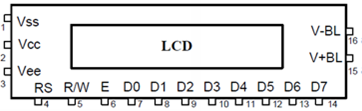 1 Vss
2 Vcc
3 Vee
LCD
V-BL 16
V+BL 15
RS R/W E D0 D1 D2 D3 D4 D5 D6 D7
4 5 6 7 8 9 10 11 12 13 14